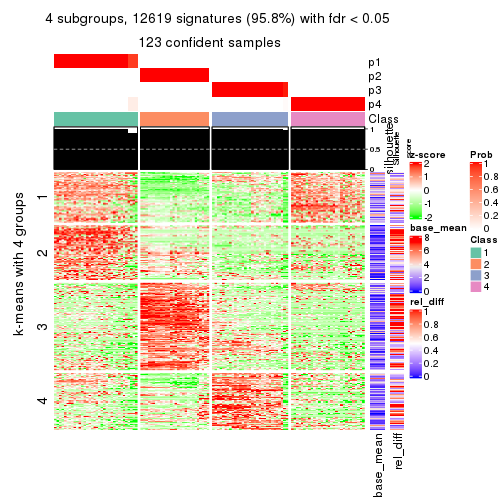 4 subgroups, 12619 signatures (95.8%) with fdr < 0.05
123 confident samples
p1
p2
p3
p4
Class
1
0.5
0
silhouette
Silhouette
score
k-means with 4 groups
1
2
3
4
base_mean
rel_diff
z-score
2
1
0
-1
-2
base_mean
8
6
4
2
0
rel_diff
1
0.8
0.6
0.4
0.2
0
Prob
1
0.8
0.6
0.4
0.2
0
Class
1
2
3
4